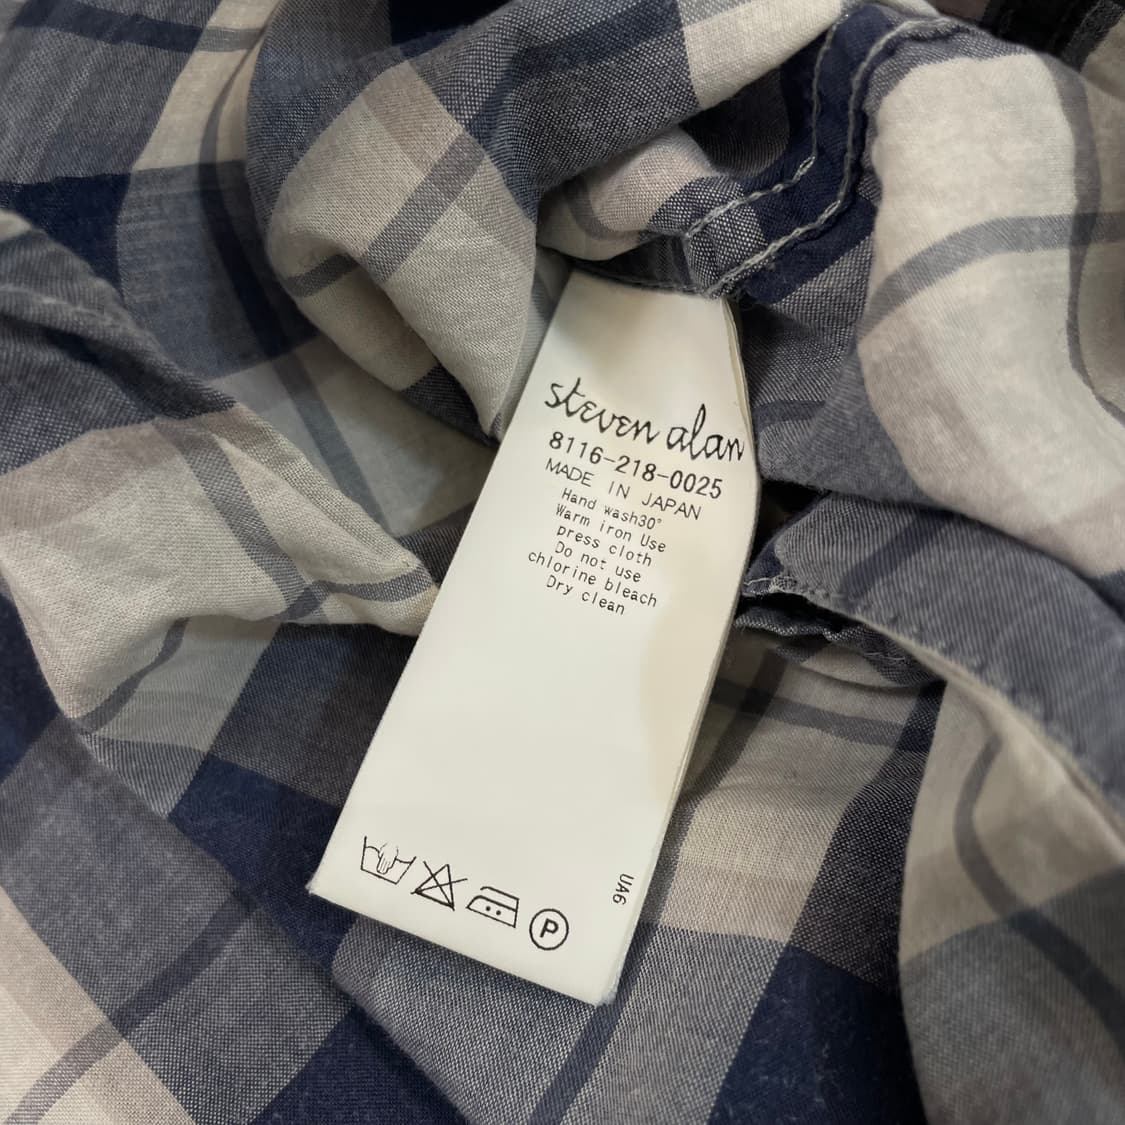 steven alan
8116-218-0025
MADE IN JAPAN
Hand wash30°
Warm iron Use
press cloth
Do not use
chlorine bleach
Dry clean
P
UA6